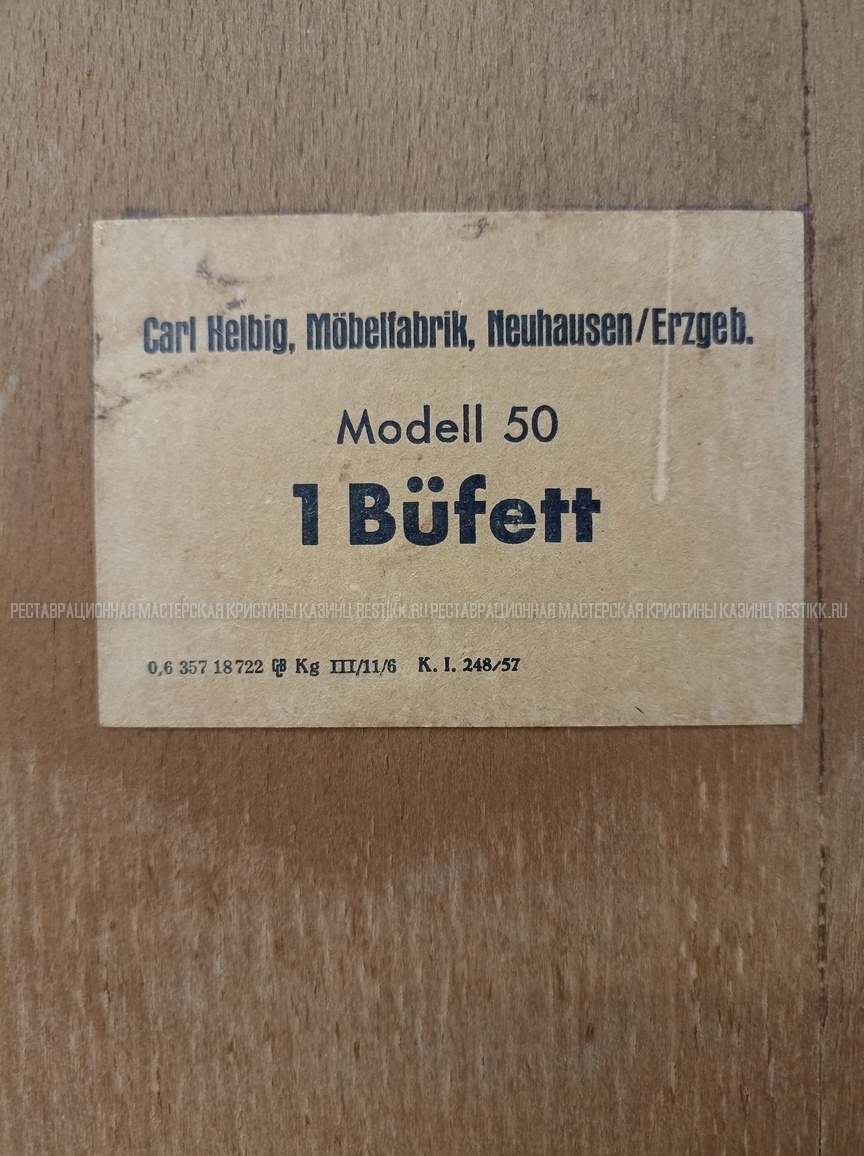 Carl Helbig, Möbelfabrik, Neuhausen/Erzgeb.
Modell 50
1 Büfett
РЕСТАВРАЦИОННАЯ МАСТЕРСКАЯ КРИСТИНЫ КАЗИНЦ RESTIKK.RU РЕСТАВРАЦИОННАЯ МАСТЕРСКАЯ КРИСТИНЫ КАЗИНЦ RESTIKK.RU
0,6 357 18722 Kg III/11/6 K. I. 248/57